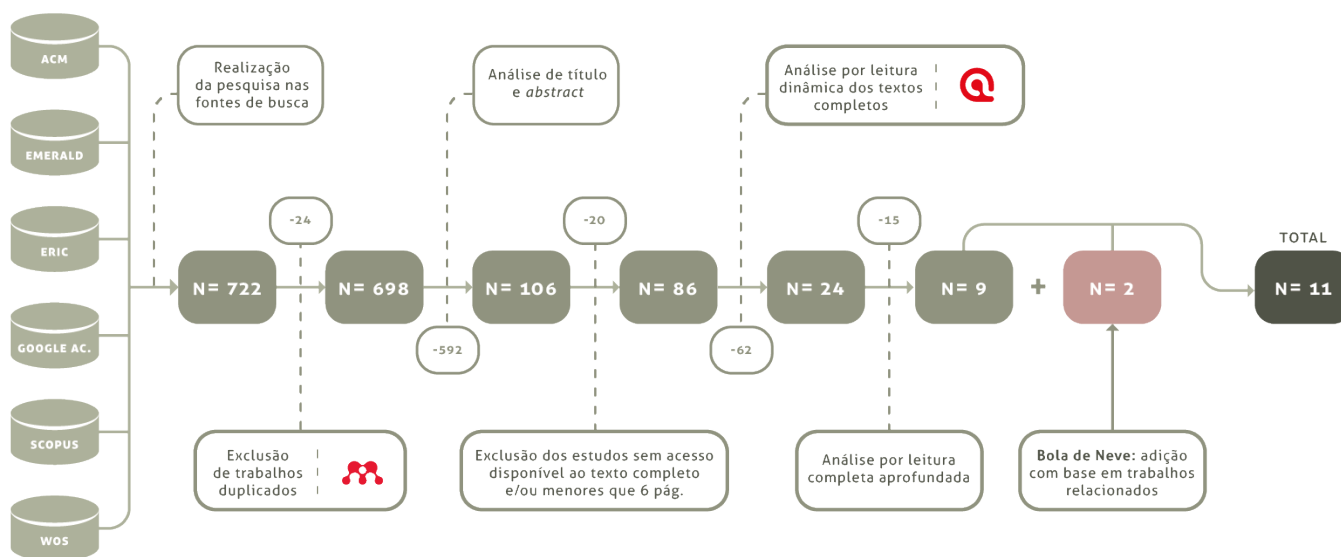 ACM
EMERALD
ERIC
GOOGLE AC.
SCOPUS
WOS
Realização
da pesquisa nas
fontes de busca
Análise de título
e abstract
Análise por leitura
dinâmica dos textos
completos
-24
-20
-15
N= 722
N= 698
N= 106
N= 86
N= 24
N= 9
+
N= 2
TOTAL
N= 11
-592
-62
Exclusão
de trabalhos
duplicados
Exclusão dos estudos sem acesso
disponível ao texto completo
e/ou menores que 6 pág.
Análise por leitura
completa aprofundada
Bola de Neve: adição
com base em trabalhos
relacionados